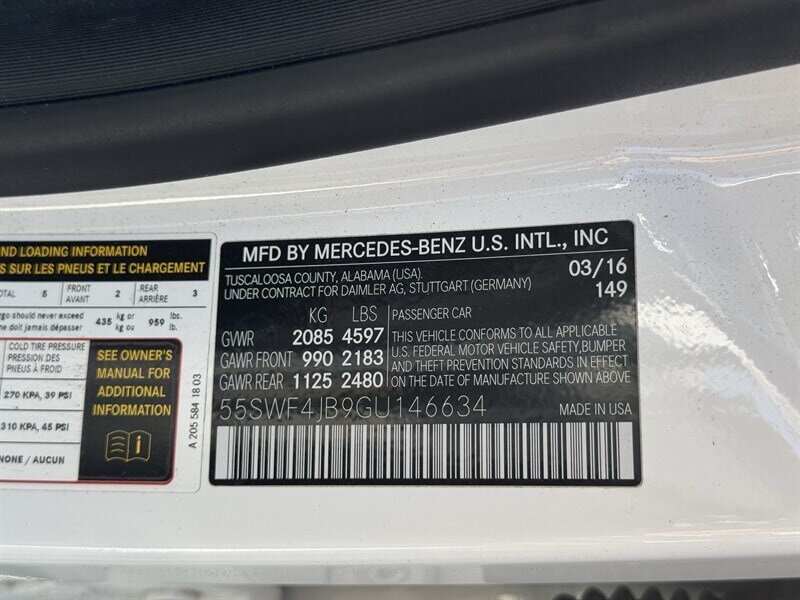 ND LOADING INFORMATION
S SUR LES PNEUS ET LE CHARGEMENT
OTAL 5 FRONT AVANT 2 REAR ARRIÈRE 3
rgo should never exceed 435 kg or 959 lbs.
ne doit jamais dépasser kg ou lb.
COLD TIRE PRESSURE
PRESSION DES
PNEUS À FROID
270 KPA, 39 PSI
310 KPA, 45 PSI
NONE / AUCUN
SEE OWNER'S
MANUAL FOR
ADDITIONAL
INFORMATION
i
A 205 584 18 03
MFD BY MERCEDES-BENZ U.S. INTL., INC
TUSCALOOSA COUNTY, ALABAMA (USA). 03/16
UNDER CONTRACT FOR DAIMLER AG, STUTTGART (GERMANY) 149
KG LBS PASSENGER CAR
GVWR 2085 4597
GAWR FRONT 990 2183
GAWR REAR 1125 2480
THIS VEHICLE CONFORMS TO ALL APPLICABLE
U.S. FEDERAL MOTOR VEHICLE SAFETY,BUMPER
AND THEFT PREVENTION STANDARDS IN EFFECT ON
THE DATE OF MANUFACTURE SHOWN ABOVE.
55SWF4JB9GU146634 MADE IN USA